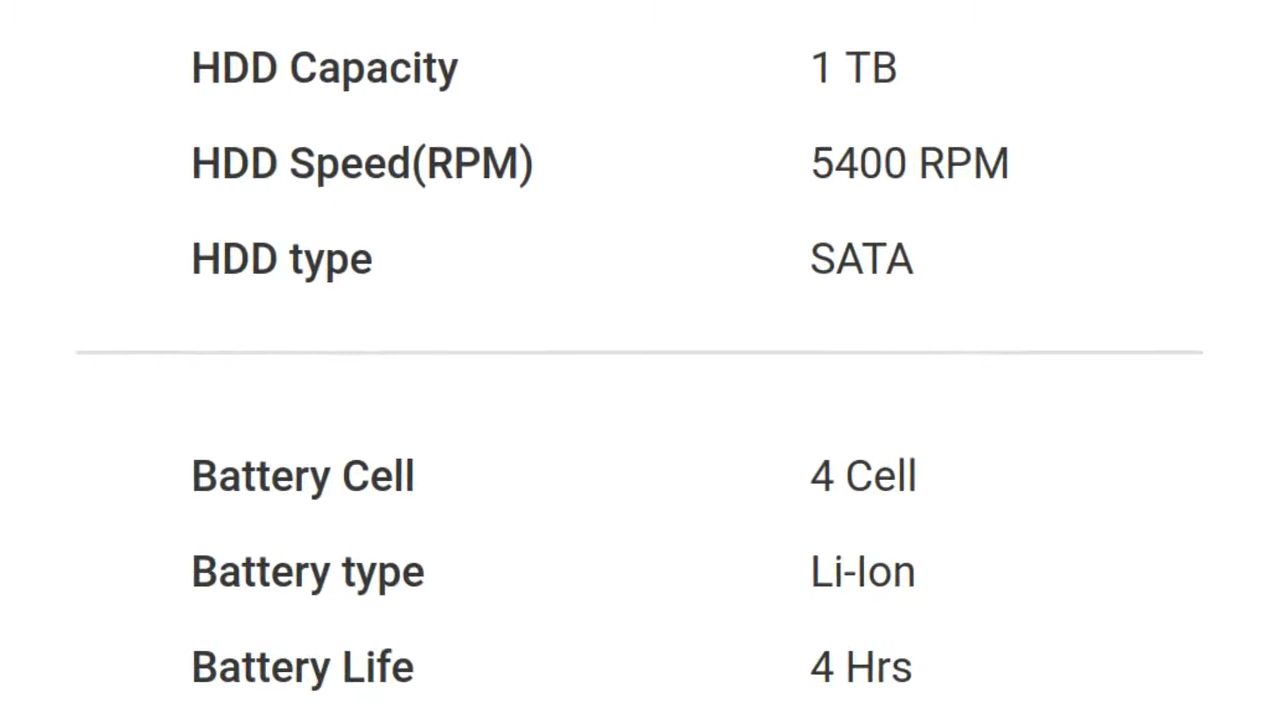 HDD Capacity 1 TB
HDD Speed(RPM) 5400 RPM
HDD type SATA
Battery Cell 4 Cell
Battery type Li-Ion
Battery Life 4 Hrs